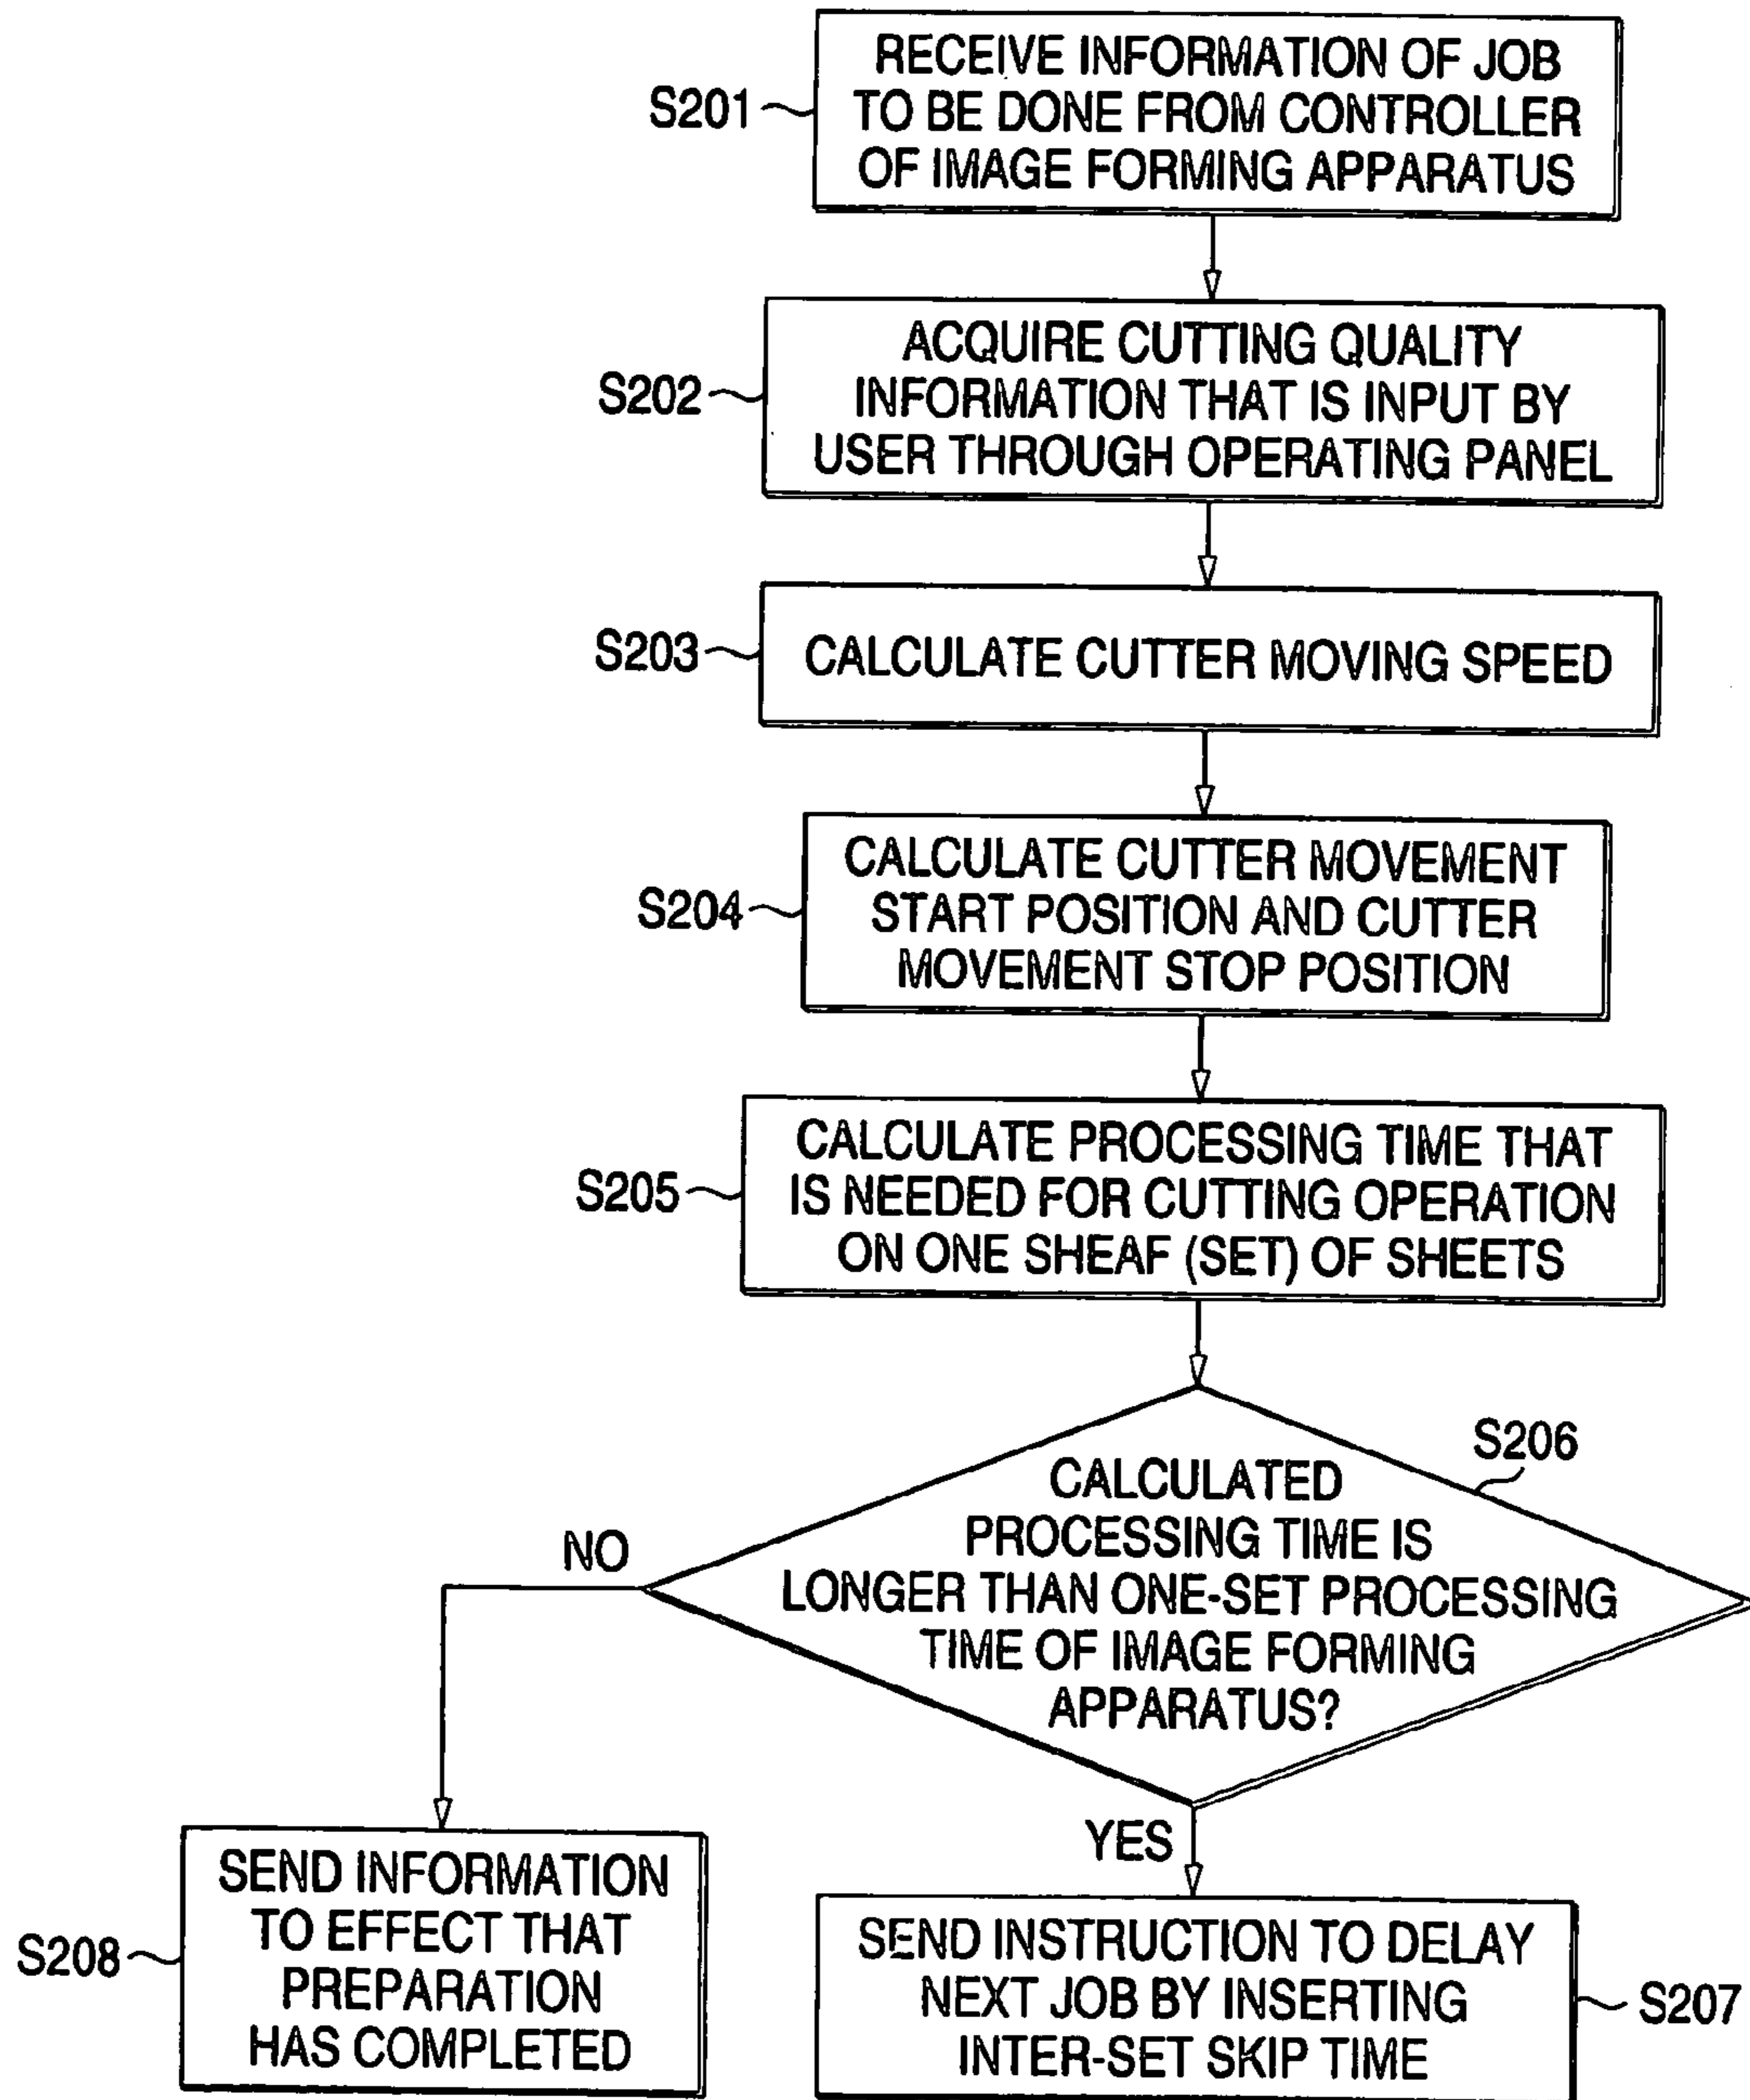 RECEIVE INFORMATION OF JOB
TO BE DONE FROM CONTROLLER
OF IMAGE FORMING APPARATUS
S201
ACQUIRE CUTTING QUALITY
INFORMATION THAT IS INPUT BY
USER THROUGH OPERATING PANEL
S202
CALCULATE CUTTER MOVING SPEED
S203
CALCULATE CUTTER MOVEMENT
START POSITION AND CUTTER
MOVEMENT STOP POSITION
S204
CALCULATE PROCESSING TIME THAT
IS NEEDED FOR CUTTING OPERATION
ON ONE SHEAF (SET) OF SHEETS
S205
S206
CALCULATED
PROCESSING TIME IS
LONGER THAN ONE-SET PROCESSING
TIME OF IMAGE FORMING
APPARATUS?
NO
YES
SEND INFORMATION
TO EFFECT THAT
PREPARATION
HAS COMPLETED
S208
SEND INSTRUCTION TO DELAY
NEXT JOB BY INSERTING
INTER-SET SKIP TIME
S207